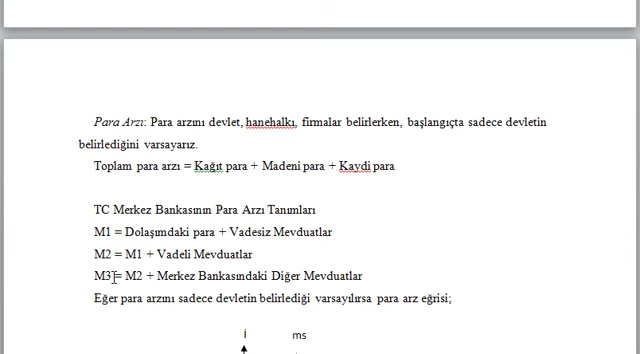 Para Arzı: Para arzını devlet, hanehalkı, firmalar belirlerken, başlangıçta sadece devletin
belirlediğini varsayarız.
Toplam para arzı = Kağıt para + Madeni para + Kaydi para
TC Merkez Bankasının Para Arzı Tanımları
M1 = Dolaşımdaki para + Vadesiz Mevduatlar
M2 = M1 + Vadeli Mevduatlar
M3 = M2 + Merkez Bankasındaki Diğer Mevduatlar
Eğer para arzını sadece devletin belirlediği varsayılırsa para arz eğrisi;
i ms